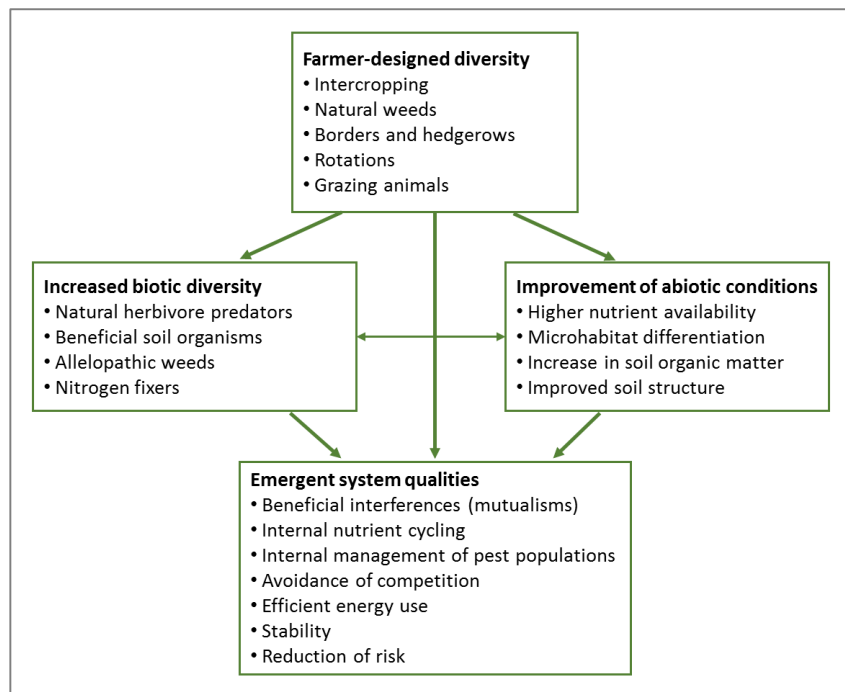 Farmer-designed diversity
• Intercropping
• Natural weeds
• Borders and hedgerows
• Rotations
• Grazing animals
Increased biotic diversity
• Natural herbivore predators
• Beneficial soil organisms
• Allelopathic weeds
• Nitrogen fixers
Improvement of abiotic conditions
• Higher nutrient availability
• Microhabitat differentiation
• Increase in soil organic matter
• Improved soil structure
Emergent system qualities
• Beneficial interferences (mutualisms)
• Internal nutrient cycling
• Internal management of pest populations
• Avoidance of competition
• Efficient energy use
• Stability
• Reduction of risk